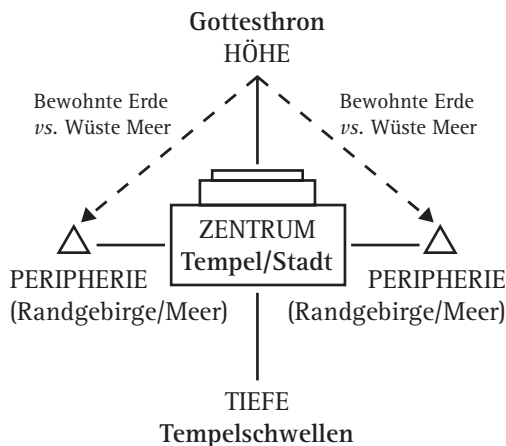 Gottesthron
HÖHE
Bewohnte Erde
vs. Wüste Meer
Bewohnte Erde
vs. Wüste Meer
ZENTRUM
Tempel/Stadt
PERIPHERIE
(Randgebirge/Meer)
PERIPHERIE
(Randgebirge/Meer)
TIEFE
Tempelschwellen